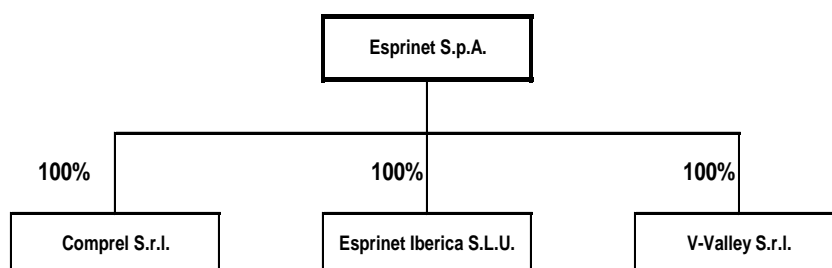 Esprinet S.p.A.
100% 100% 100%
Comprel S.r.l. Esprinet Iberica S.L.U. V-Valley S.r.l.